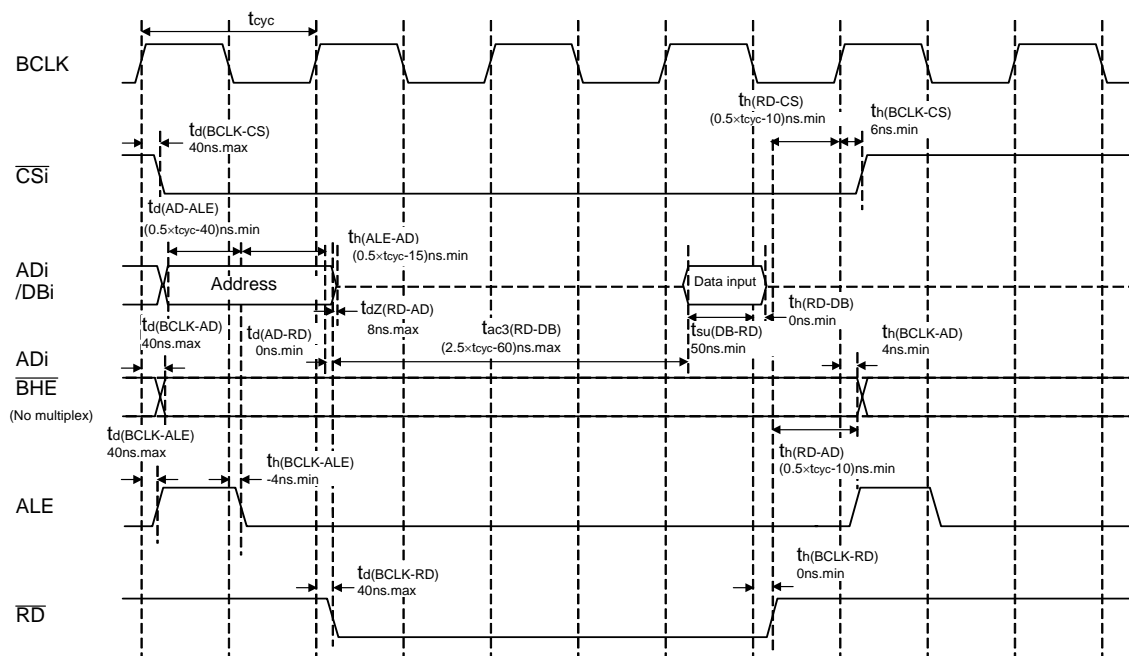 tcyc
BCLK
th(RD-CS)
(0.5×tcyc-10)ns.min
th(BCLK-CS)
6ns.min
td(BCLK-CS)
40ns.max
CSi
td(AD-ALE)
(0.5×tcyc-40)ns.min
th(ALE-AD)
(0.5×tcyc-15)ns.min
ADi
/DBi
Address
Data input
tdZ(RD-AD)
8ns.max
th(RD-DB)
0ns.min
td(BCLK-AD)
40ns.max
td(AD-RD)
0ns.min
tac3(RD-DB)
(2.5×tcyc-60)ns.max
tsu(DB-RD)
50ns.min
th(BCLK-AD)
4ns.min
ADi
BHE
(No multiplex)
td(BCLK-ALE)
40ns.max
th(BCLK-ALE)
-4ns.min
th(RD-AD)
(0.5×tcyc-10)ns.min
ALE
td(BCLK-RD)
40ns.max
th(BCLK-RD)
0ns.min
RD